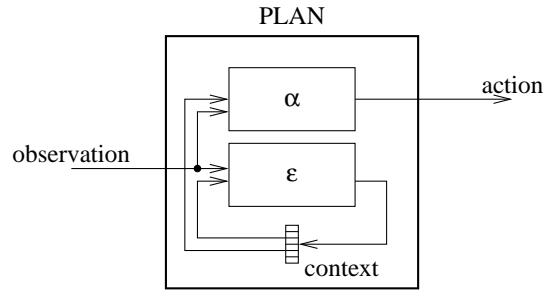 PLAN
α
action
observation
ε
context